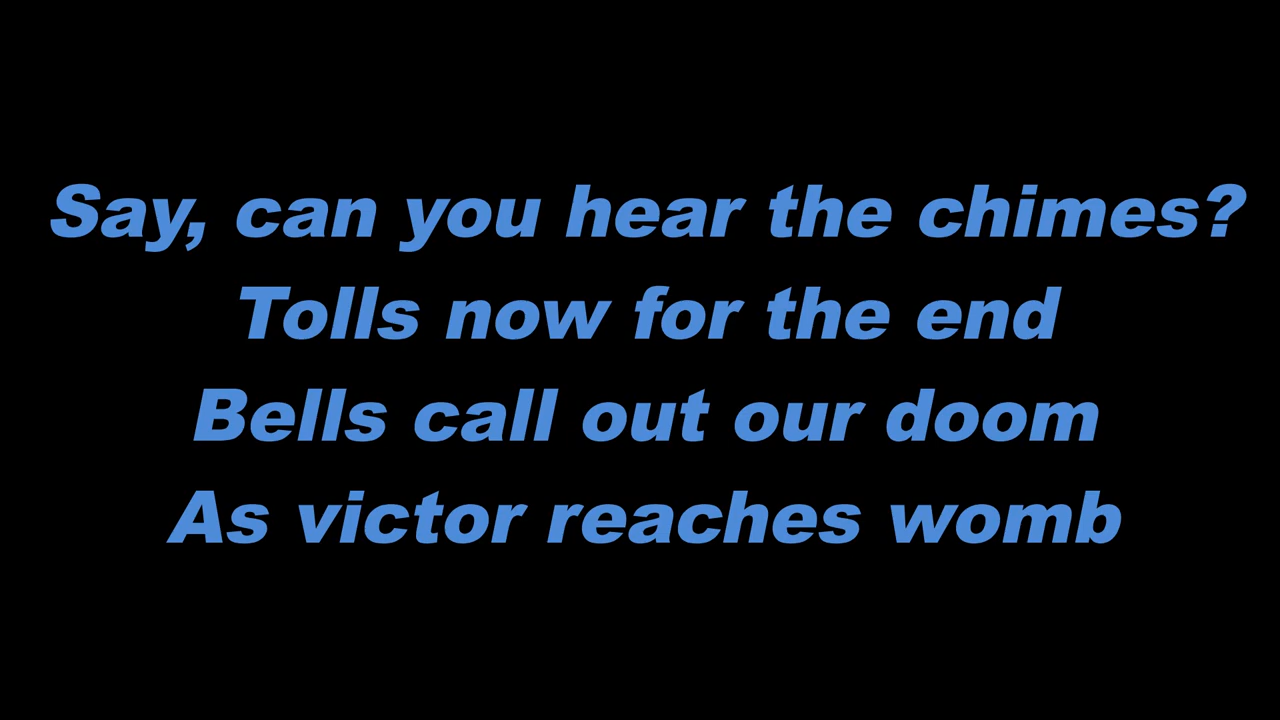 Say, can you hear the chimes?
Tolls now for the end
Bells call out our doom
As victor reaches womb